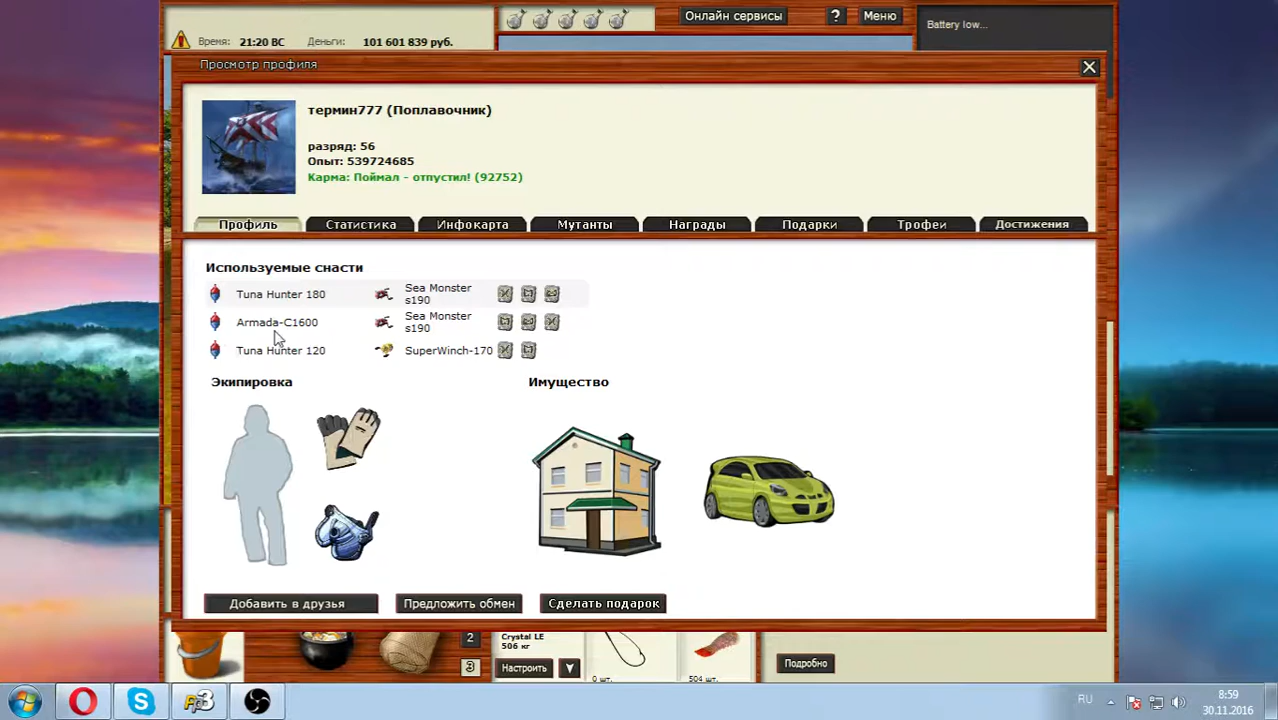 Время: 21:20 ВС Деньги: 101 601 839 руб.
Онлайн сервисы ? Меню
Battery low...
Просмотр профиля
термин777 (Поплавочник)
разряд: 56
Опыт: 539724685
Карма: Поймал - отпустил! (92752)
Профиль Статистика Инфокарта Мутанты Награды Подарки Трофеи Достижения
Используемые снасти
Tuna Hunter 180 Sea Monster
s190
Armada-C1600 Sea Monster
s190
Tuna Hunter 120 SuperWinch-170
Экипировка Имущество
Добавить в друзья Предложить обмен Сделать подарок
2 Crystal LE
506 кг
3 Настроить 0 шт. 504 шт. Подробно
RU 8:59
30.11.2016